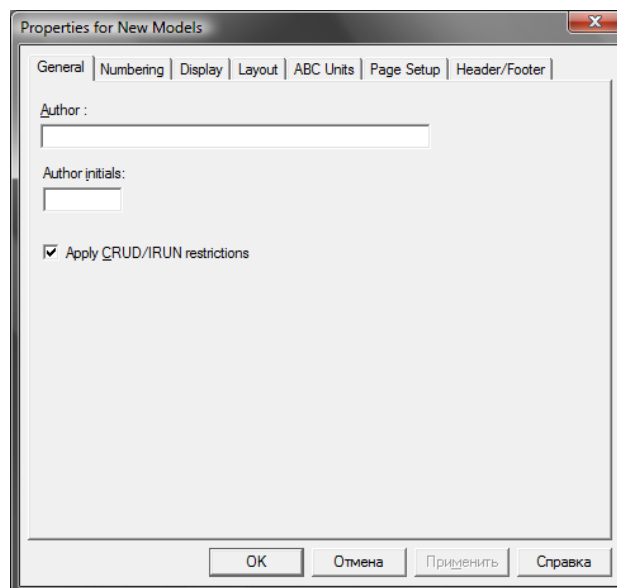 Properties for New Models
General Numbering Display Layout ABC Units Page Setup Header/Footer
Author :
Author initials:
Apply CRUD/IRUN restrictions
OK Отмена Применить Справка